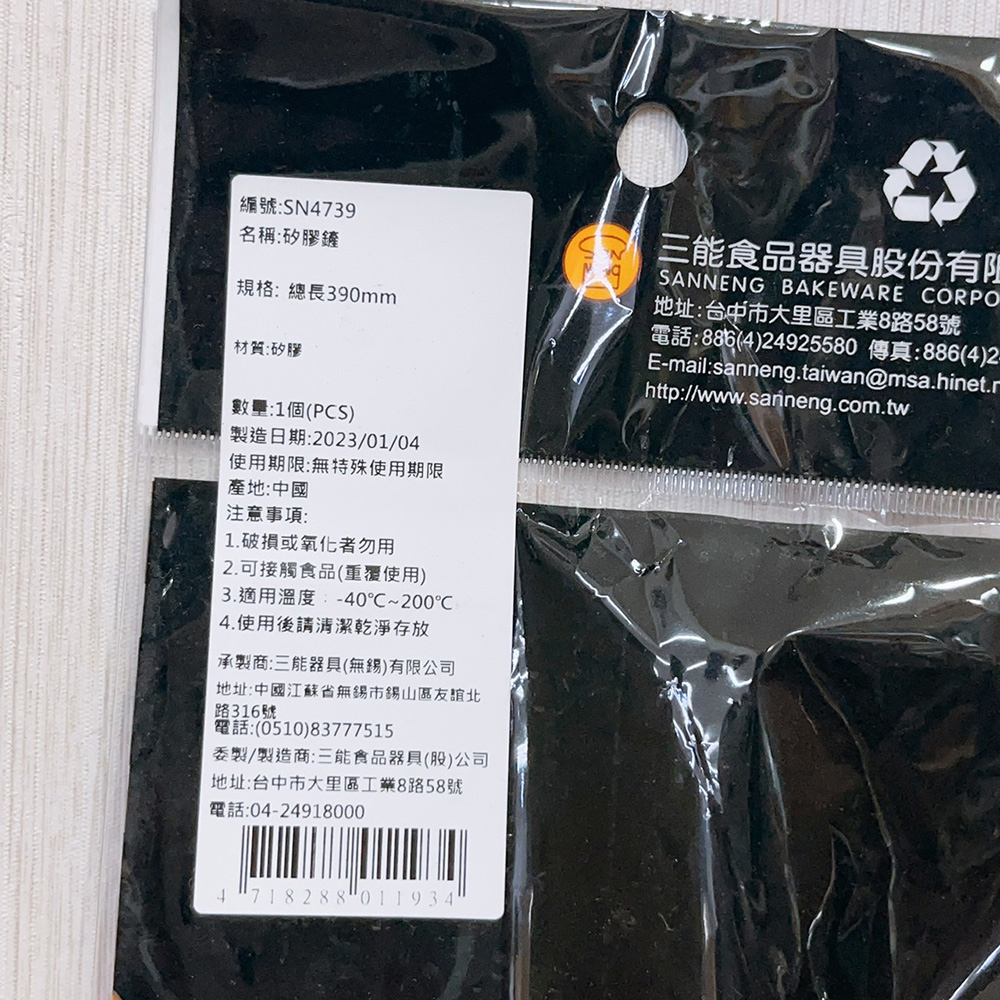 編號:SN4739
名稱:矽膠鏟
規格: 總長390mm
材質:矽膠
數量:1個(PCS)
製造日期:2023/01/04
使用期限:無特殊使用期限
產地:中國
注意事項:
1.破損或氧化者勿用
2.可接觸食品(重覆使用)
3.適用溫度：-40℃~200℃
4.使用後請清潔乾淨存放
承製商:三能器具(無錫)有限公司
地址:中國江蘇省無錫市錫山區友誼北
路316號
電話:(0510)83777515
委製/製造商:三能食品器具(股)公司
地址:台中市大里區工業8路58號
電話:04-24918000
4 718288 011934
三能食品器具股份有限
SANNENG BAKEWARE CORPO
地址:台中市大里區工業8路58號
電話:886(4)24925580 傳真:886(4)2
E-mail:sanneng.taiwan@msa.hinet.n
http://www.sanneng.com.tw